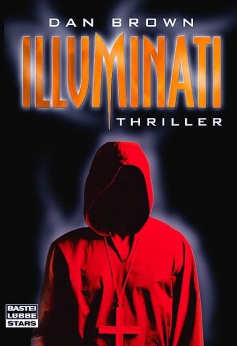 DAN BROWN
ILLUMINATI
THRILLER
BASTEI
LÜBBE
STARS